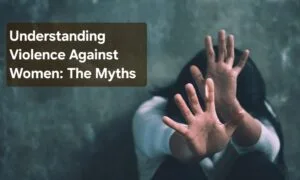 Understanding
Violence Against
Women: The Myths